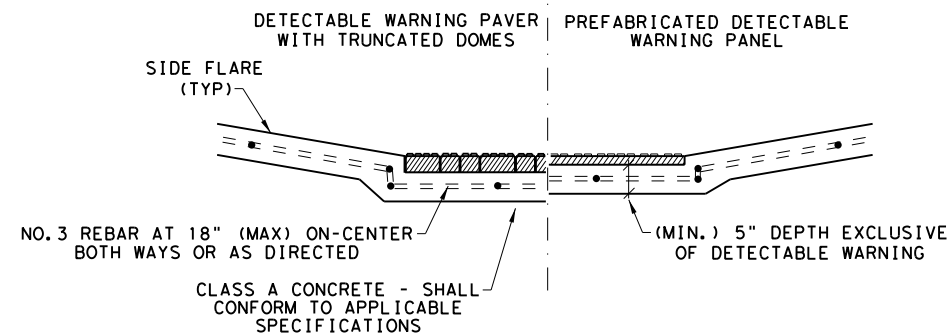 DETECTABLE WARNING PAVER
WITH TRUNCATED DOMES
PREFABRICATED DETECTABLE
WARNING PANEL
SIDE FLARE
(TYP)
NO.3 REBAR AT 18" (MAX) ON-CENTER
BOTH WAYS OR AS DIRECTED
(MIN.) 5" DEPTH EXCLUSIVE
OF DETECTABLE WARNING
CLASS A CONCRETE - SHALL
CONFORM TO APPLICABLE
SPECIFICATIONS